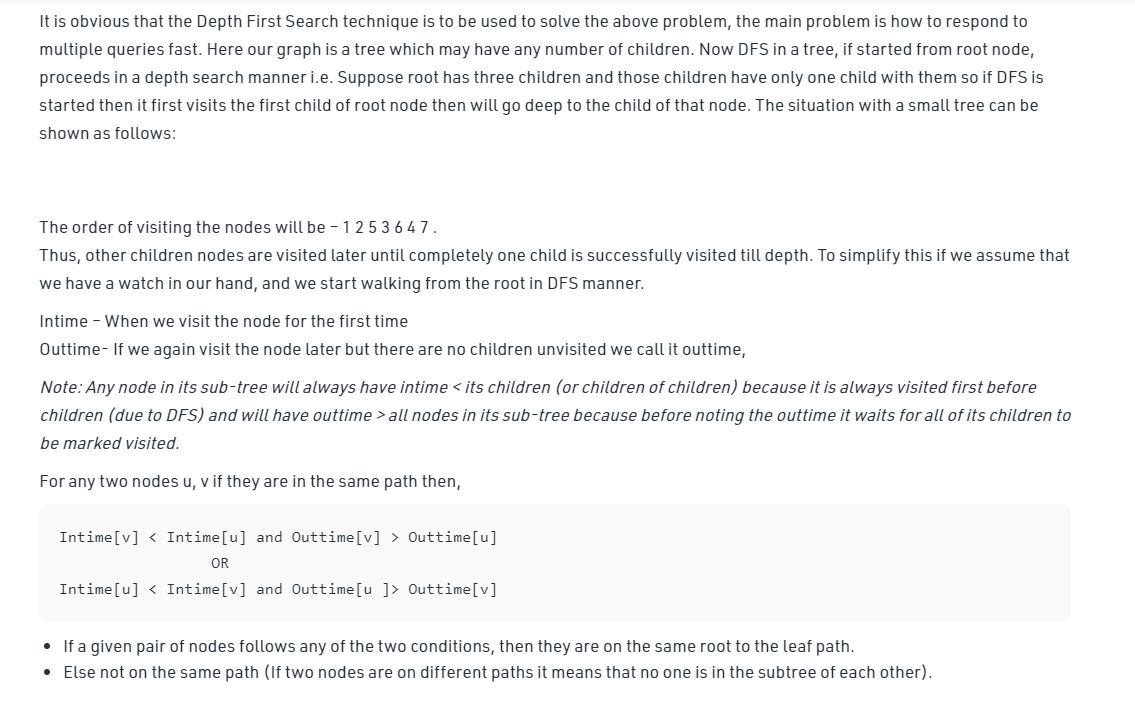 It is obvious that the Depth First Search technique is to be used to solve the above problem, the main problem is how to respond to
multiple queries fast. Here our graph is a tree which may have any number of children. Now DFS in a tree, if started from root node,
proceeds in a depth search manner i.e. Suppose root has three children and those children have only one child with them so if DFS is
started then it first visits the first child of root node then will go deep to the child of that node. The situation with a small tree can be
shown as follows:
The order of visiting the nodes will be – 1 2 5 3 6 4 7 .
Thus, other children nodes are visited later until completely one child is successfully visited till depth. To simplify this if we assume that
we have a watch in our hand, and we start walking from the root in DFS manner.
Intime – When we visit the node for the first time
Outtime- If we again visit the node later but there are no children unvisited we call it outtime,
Note: Any node in its sub-tree will always have intime < its children (or children of children) because it is always visited first before
children (due to DFS) and will have outtime > all nodes in its sub-tree because before noting the outtime it waits for all of its children to
be marked visited.
For any two nodes u, v if they are in the same path then,
Intime[v] < Intime[u] and Outtime[v] > Outtime[u]
OR
Intime[u] < Intime[v] and Outtime[u ]> Outtime[v]
• If a given pair of nodes follows any of the two conditions, then they are on the same root to the leaf path.
• Else not on the same path (If two nodes are on different paths it means that no one is in the subtree of each other).